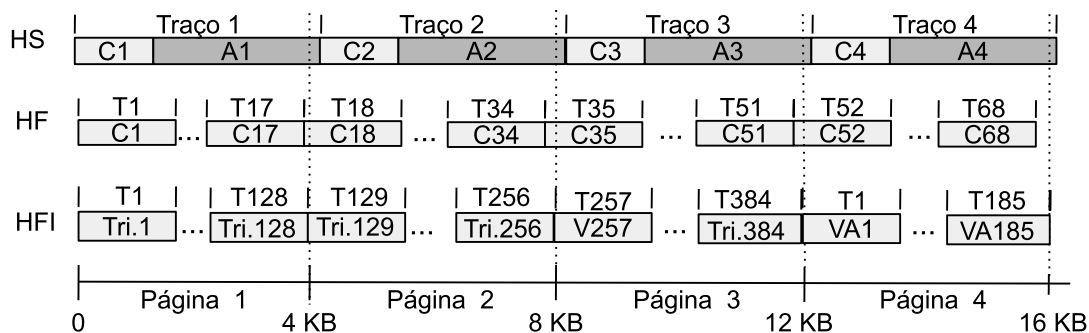 Traço 1 Traço 2 Traço 3 Traço 4
HS C1 A1 C2 A2 C3 A3 C4 A4
T1 T17 T18 T34 T35 T51 T52 T68
HF C1 ... C17 C18 ... C34 C35 ... C51 C52 ... C68
T1 T128 T129 T256 T257 T384 T1 T185
HFI Tri.1 ... Tri.128 Tri.129 ... Tri.256 V257 ... Tri.384 VA1 ... VA185
Página 1 Página 2 Página 3 Página 4
0 4 KB 8 KB 12 KB 16 KB